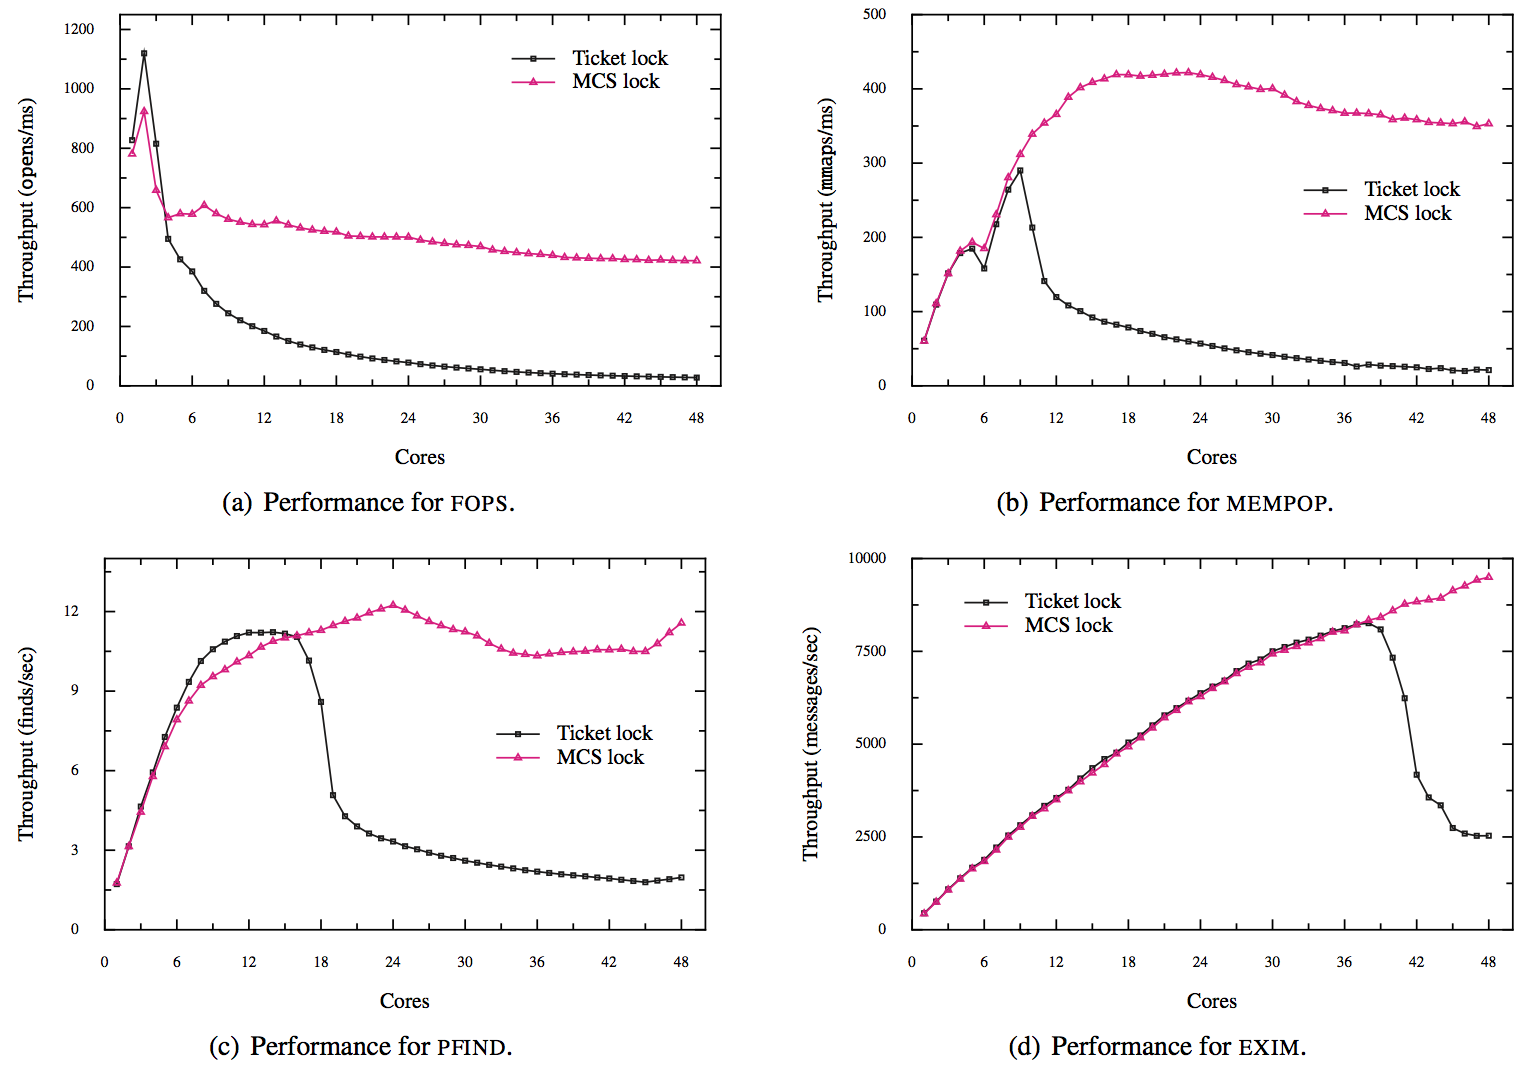 1200
1000
800
600
400
200
0
Throughput (opens/ms)
Ticket lock
MCS lock
0 6 12 18 24 30 36 42 48
Cores
(a) Performance for FOPS.
500
400
300
200
100
0
Throughput (mmaps/ms)
Ticket lock
MCS lock
0 6 12 18 24 30 36 42 48
Cores
(b) Performance for MEMPOP.
12
9
6
3
0
Throughput (finds/sec)
Ticket lock
MCS lock
0 6 12 18 24 30 36 42 48
Cores
(c) Performance for PFIND.
10000
7500
5000
2500
0
Throughput (messages/sec)
Ticket lock
MCS lock
0 6 12 18 24 30 36 42 48
Cores
(d) Performance for EXIM.